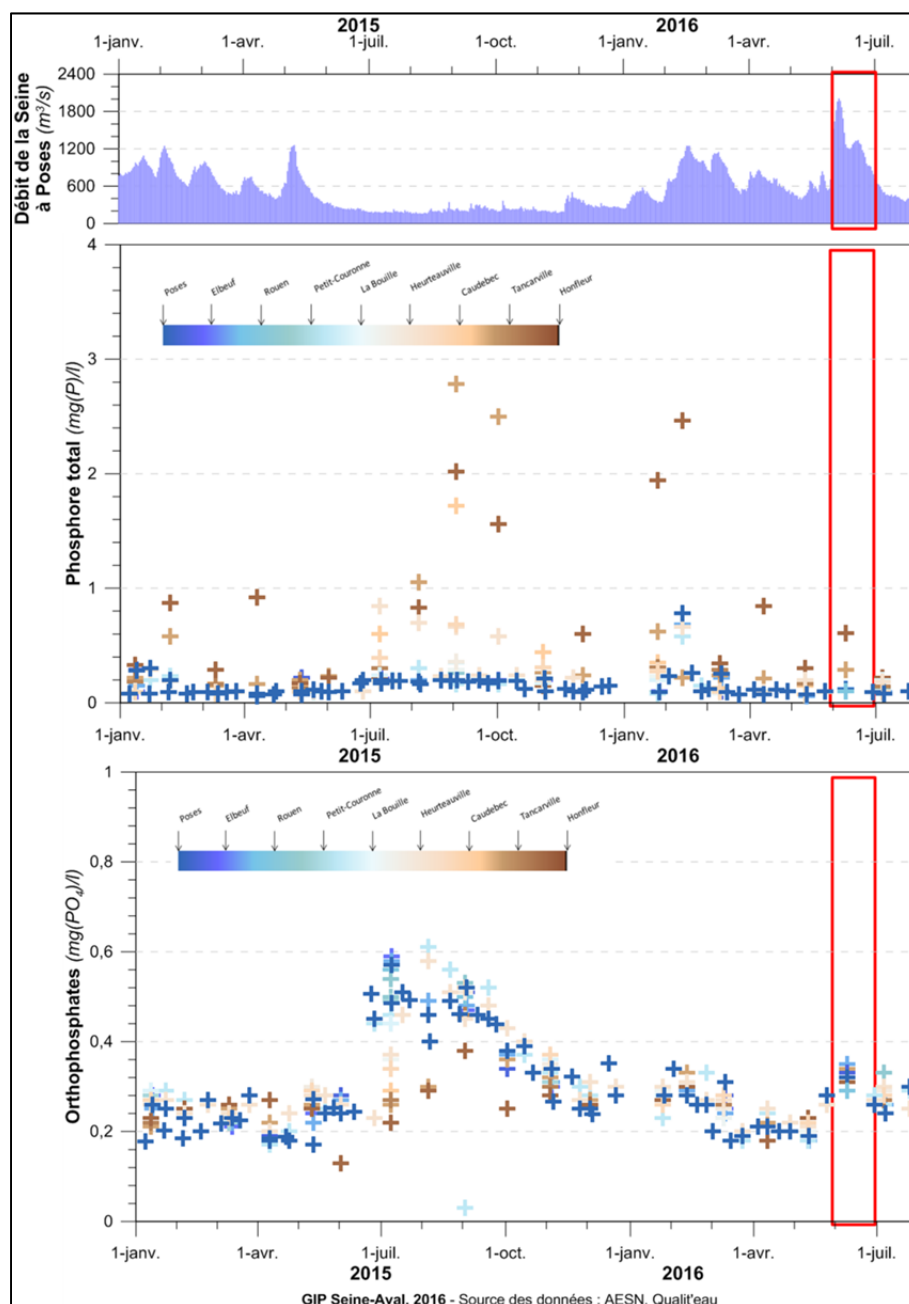 2015 2016
1-janv. 1-avr. 1-juil. 1-oct. 1-janv. 1-avr. 1-juil.
Débit de la Seine
à Poses (m³/s)
2400
1800
1200
600
0
Phosphore total (mg(P)/l)
4
3
2
1
0
Poses Elbeuf Rouen Petit-Couronne La Bouille Heurteauville Caudebec Tancarville Honfleur
1-janv. 1-avr. 1-juil. 1-oct. 1-janv. 1-avr. 1-juil.
2015 2016
Orthophosphates (mg(PO₄)/l)
1
0,8
0,6
0,4
0,2
0
Poses Elbeuf Rouen Petit-Couronne La Bouille Heurteauville Caudebec Tancarville Honfleur
1-janv. 1-avr. 1-juil. 1-oct. 1-janv. 1-avr. 1-juil.
2015 2016
GIP Seine-Aval, 2016 - Source des données : AESN, Qualit'eau